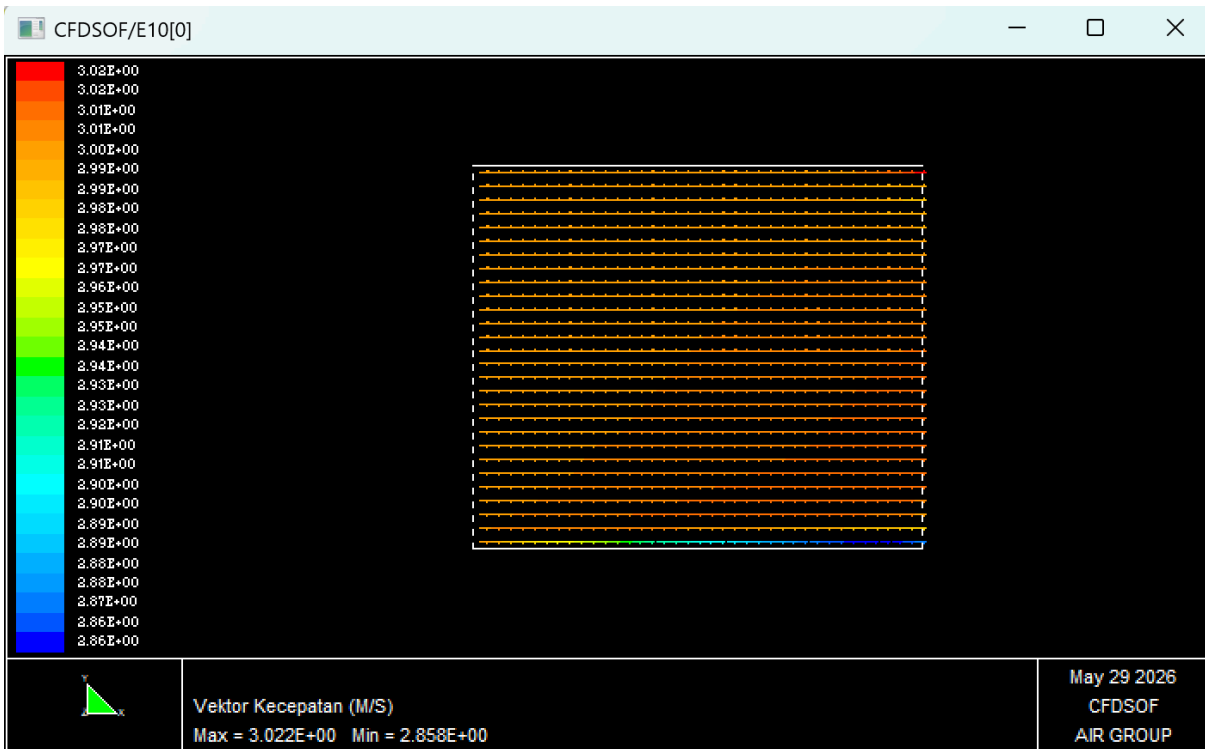 CFDSOF/E10[0]
3.02E+00
3.02E+00
3.01E+00
3.01E+00
3.00E+00
2.99E+00
2.99E+00
2.98E+00
2.98E+00
2.97E+00
2.97E+00
2.96E+00
2.95E+00
2.95E+00
2.94E+00
2.94E+00
2.93E+00
2.93E+00
2.92E+00
2.91E+00
2.91E+00
2.90E+00
2.90E+00
2.89E+00
2.89E+00
2.88E+00
2.88E+00
2.87E+00
2.86E+00
2.86E+00
Y
Z X
Vektor Kecepatan (M/S)
Max = 3.022E+00 Min = 2.858E+00
May 29 2026
CFDSOF
AIR GROUP